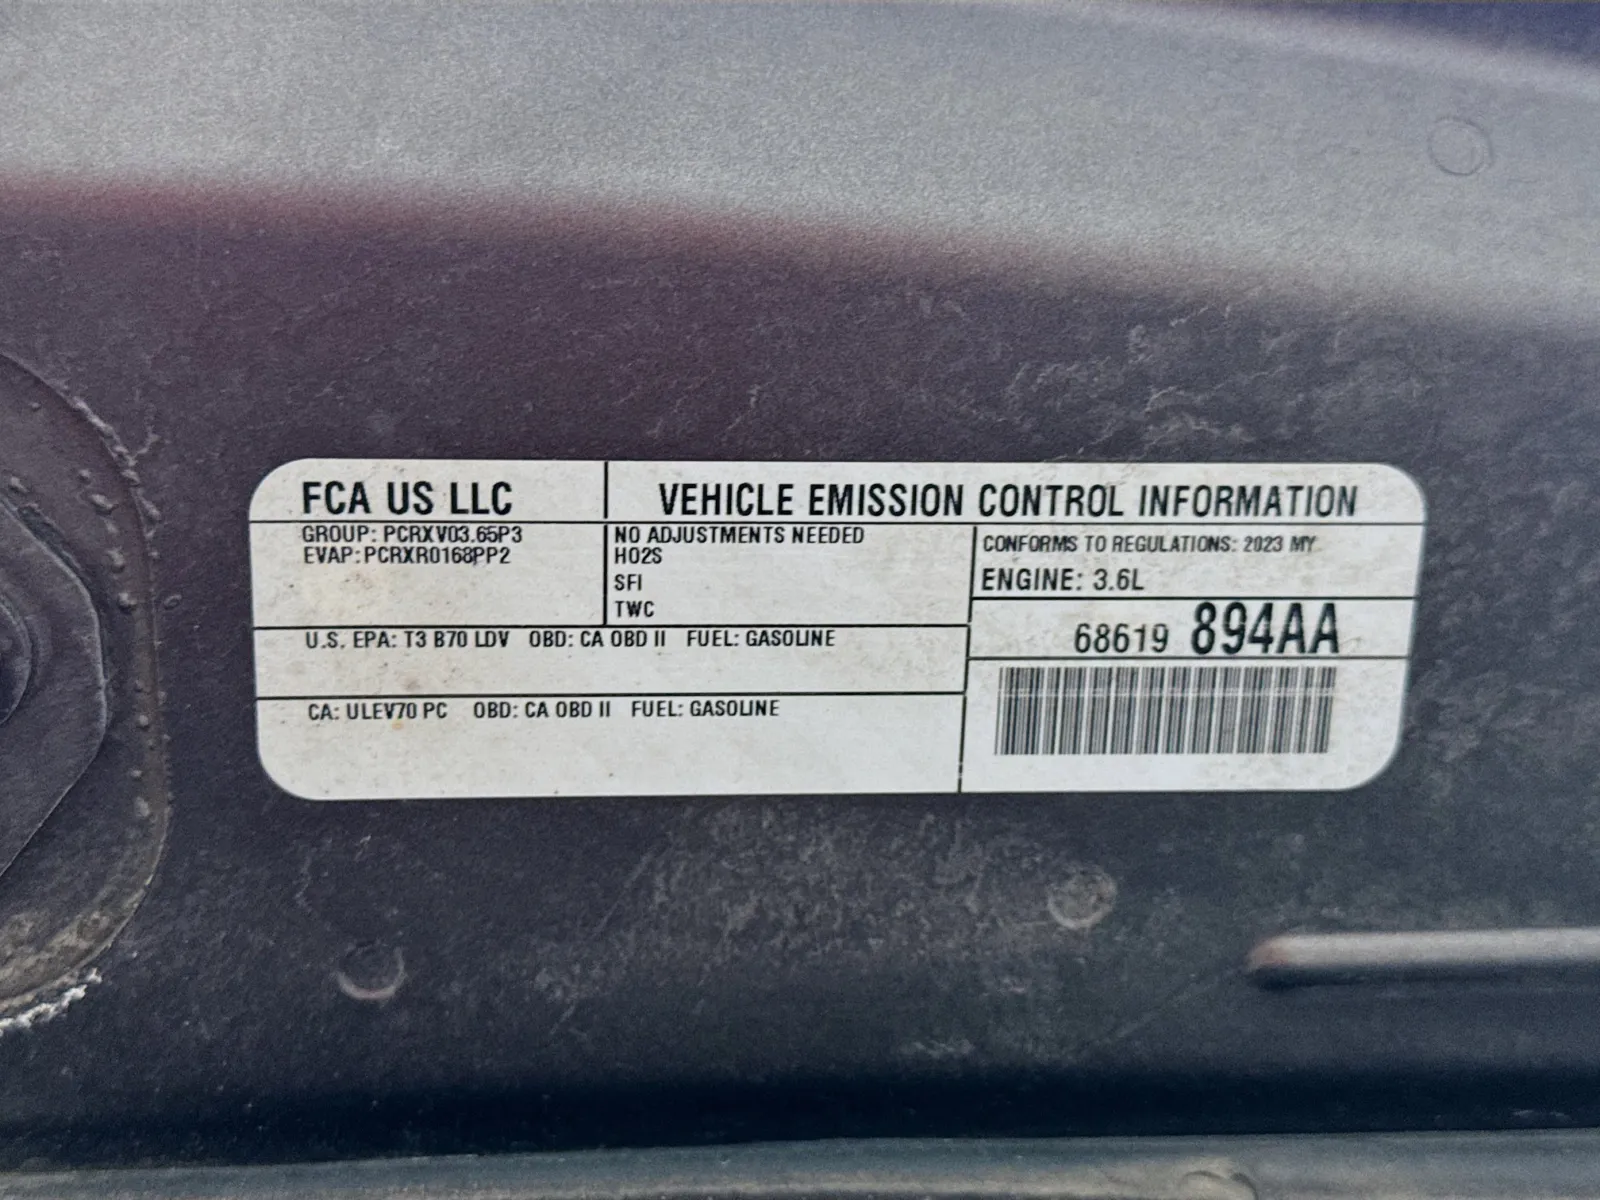 FCA US LLC
VEHICLE EMISSION CONTROL INFORMATION
GROUP: PCRXV03.65P3
EVAP: PCRXR0168PP2
NO ADJUSTMENTS NEEDED
HO2S
SFI
TWC
CONFORMS TO REGULATIONS: 2023 MY
ENGINE: 3.6L
68619 894AA
U.S. EPA: T3 B70 LDV OBD: CA OBD II FUEL: GASOLINE
CA: ULEV70 PC OBD: CA OBD II FUEL: GASOLINE